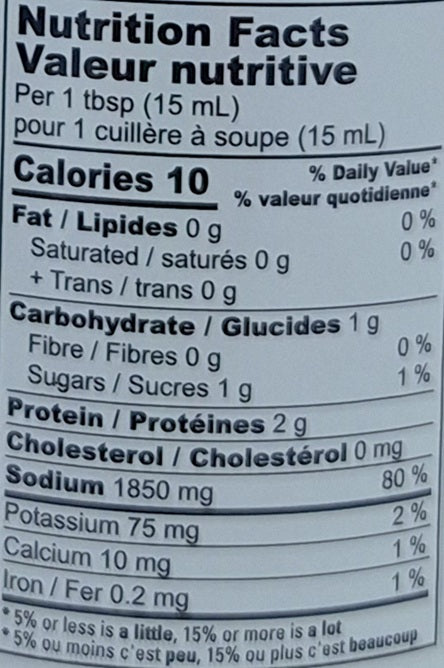 Nutrition Facts
Valeur nutritive
Per 1 tbsp (15 mL)
pour 1 cuillère à soupe (15 mL)
Calories 10
% Daily Value*
% valeur quotidienne*
Fat / Lipides 0 g 0 %
Saturated / saturés 0 g 0 %
+ Trans / trans 0 g
Carbohydrate / Glucides 1 g
Fibre / Fibres 0 g 0 %
Sugars / Sucres 1 g 1 %
Protein / Protéines 2 g
Cholesterol / Cholestérol 0 mg
Sodium 1850 mg 80 %
Potassium 75 mg 2 %
Calcium 10 mg 1 %
Iron / Fer 0.2 mg 1 %
* 5% or less is a little, 15% or more is a lot
* 5% ou moins c'est peu, 15% ou plus c'est beaucoup